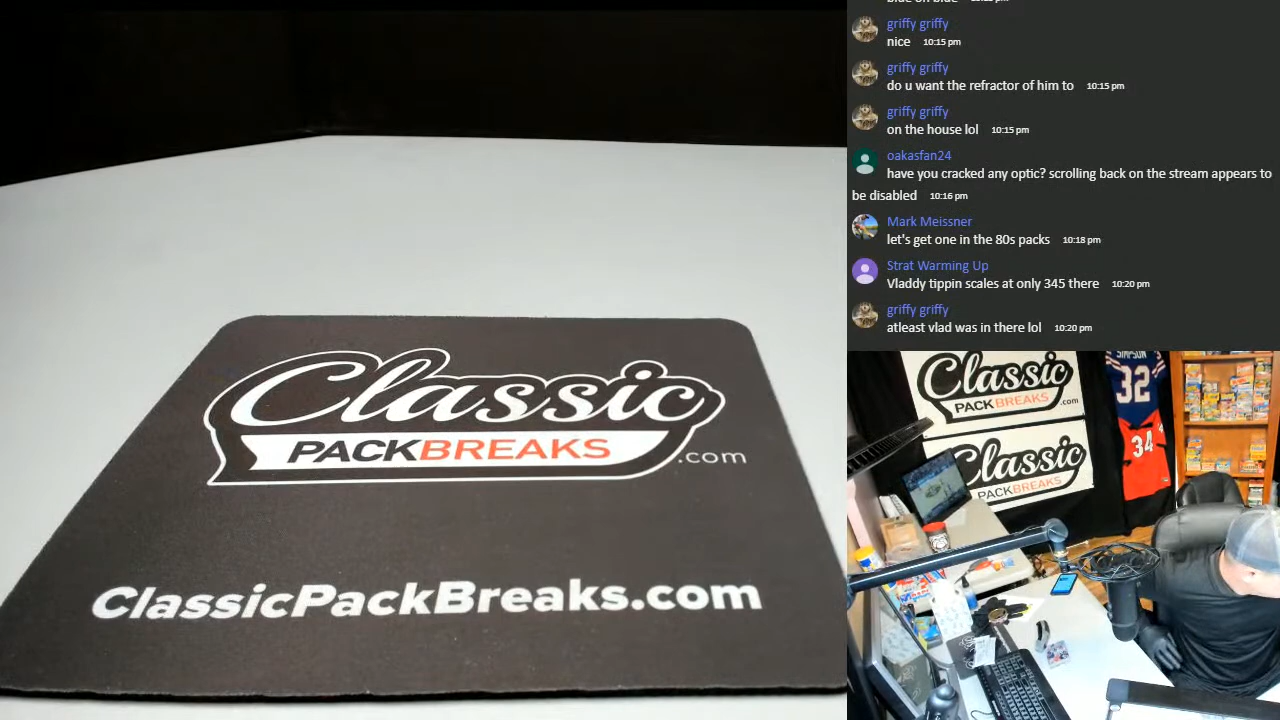 griffy griffy
nice 10:15 pm
griffy griffy
do u want the refractor of him to 10:15 pm
griffy griffy
on the house lol 10:15 pm
oakasfan24
have you cracked any optic? scrolling back on the stream appears to
be disabled 10:16 pm
Mark Meissner
let's get one in the 80s packs 10:18 pm
Strat Warming Up
Vladdy tippin scales at only 345 there 10:20 pm
griffy griffy
atleast vlad was in there lol 10:20 pm
Classic
PACKBREAKS
.com
ClassicPackBreaks.com
Classic
PACKBREAKS
.com
Classic
PACKBREAKS
SIMPSON
32
34